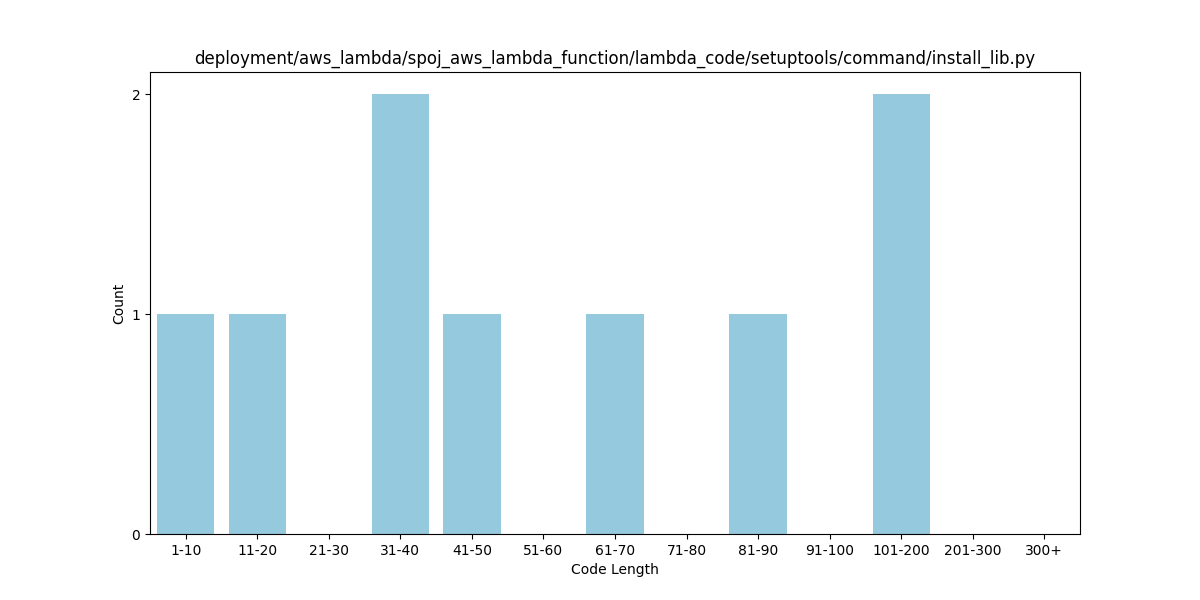 deployment/aws_lambda/spoj_aws_lambda_function/lambda_code/setuptools/command/install_lib.py
2
1
0
Count
1-10 11-20 21-30 31-40 41-50 51-60 61-70 71-80 81-90 91-100 101-200 201-300 300+
Code Length